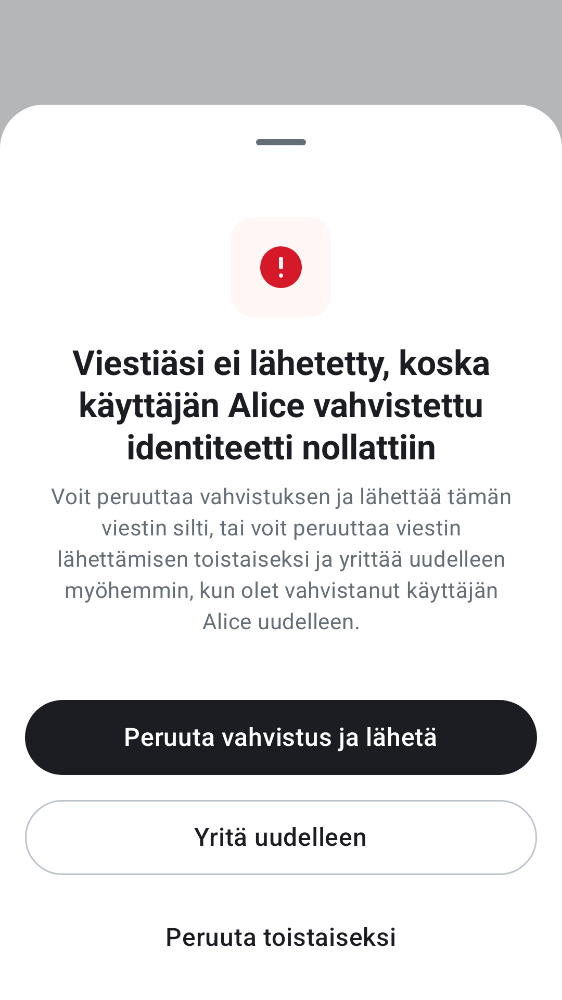 Viestiäsi ei lähetetty, koska
käyttäjän Alice vahvistettu
identiteetti nollattiin
Voit peruuttaa vahvistuksen ja lähettää tämän
viestin silti, tai voit peruuttaa viestin
lähettämisen toistaiseksi ja yrittää uudelleen
myöhemmin, kun olet vahvistanut käyttäjän
Alice uudelleen.
Peruuta vahvistus ja lähetä
Yritä uudelleen
Peruuta toistaiseksi